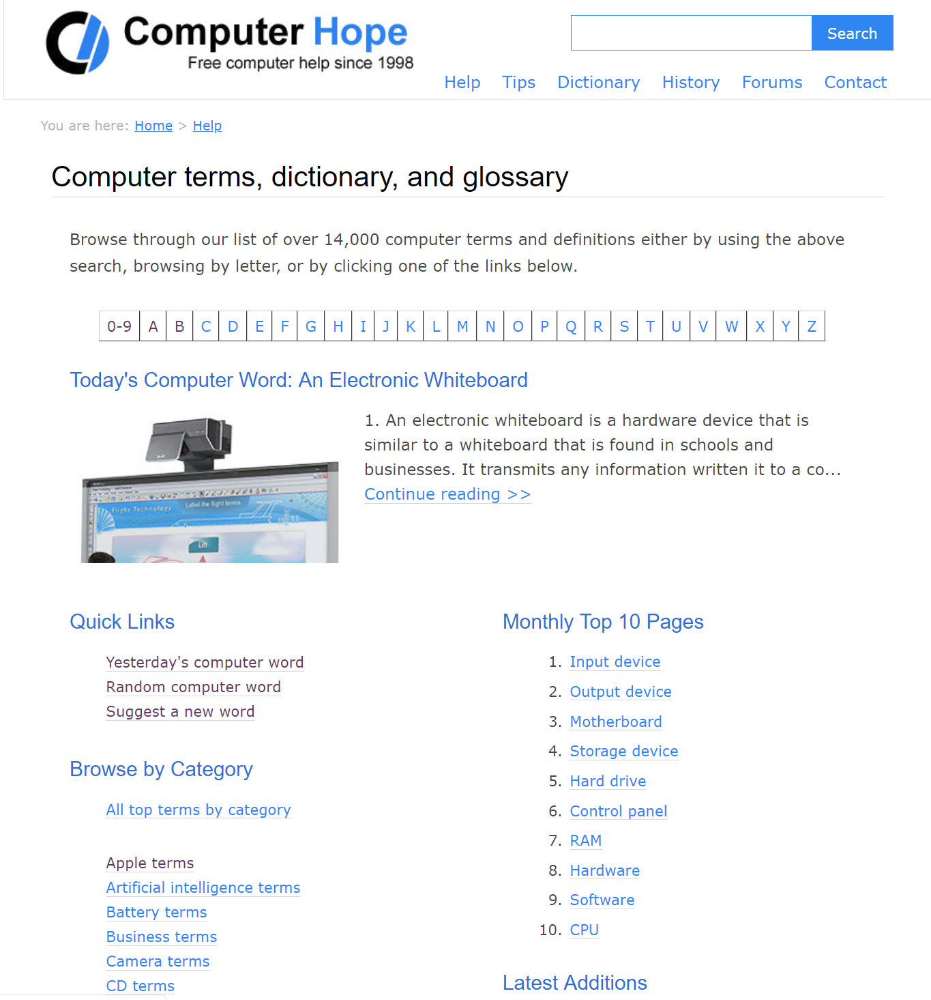 Computer Hope
Free computer help since 1998
Search
Help Tips Dictionary History Forums Contact
You are here: Home > Help
Computer terms, dictionary, and glossary
Browse through our list of over 14,000 computer terms and definitions either by using the above
search, browsing by letter, or by clicking one of the links below.
0-9 A B C D E F G H I J K L M N O P Q R S T U V W X Y Z
Today's Computer Word: An Electronic Whiteboard
1. An electronic whiteboard is a hardware device that is
similar to a whiteboard that is found in schools and
businesses. It transmits any information written it to a co...
Continue reading >>
Flight Technology
Label the flight terms.
Lift
Quick Links
Yesterday's computer word
Random computer word
Suggest a new word
Browse by Category
All top terms by category
Apple terms
Artificial intelligence terms
Battery terms
Business terms
Camera terms
CD terms
Monthly Top 10 Pages
1. Input device
2. Output device
3. Motherboard
4. Storage device
5. Hard drive
6. Control panel
7. RAM
8. Hardware
9. Software
10. CPU
Latest Additions